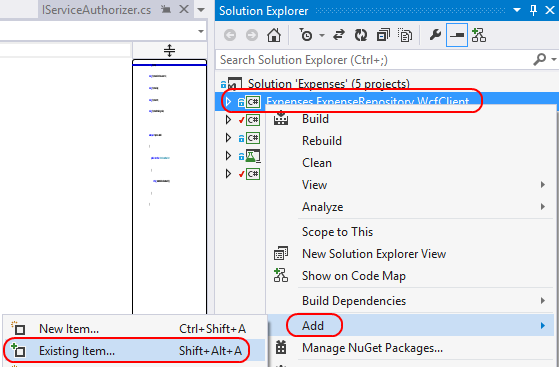 IServiceAuthorizer.cs
Solution Explorer
Search Solution Explorer (Ctrl+;)
Solution 'Expenses' (5 projects)
C# Expenses.ExpenseRepository.WcfClient
C#
C#
C#
Build
Rebuild
Clean
View
Analyze
Scope to This
New Solution Explorer View
Show on Code Map
Build Dependencies
Add
Manage NuGet Packages...
New Item... Ctrl+Shift+A
Existing Item... Shift+Alt+A